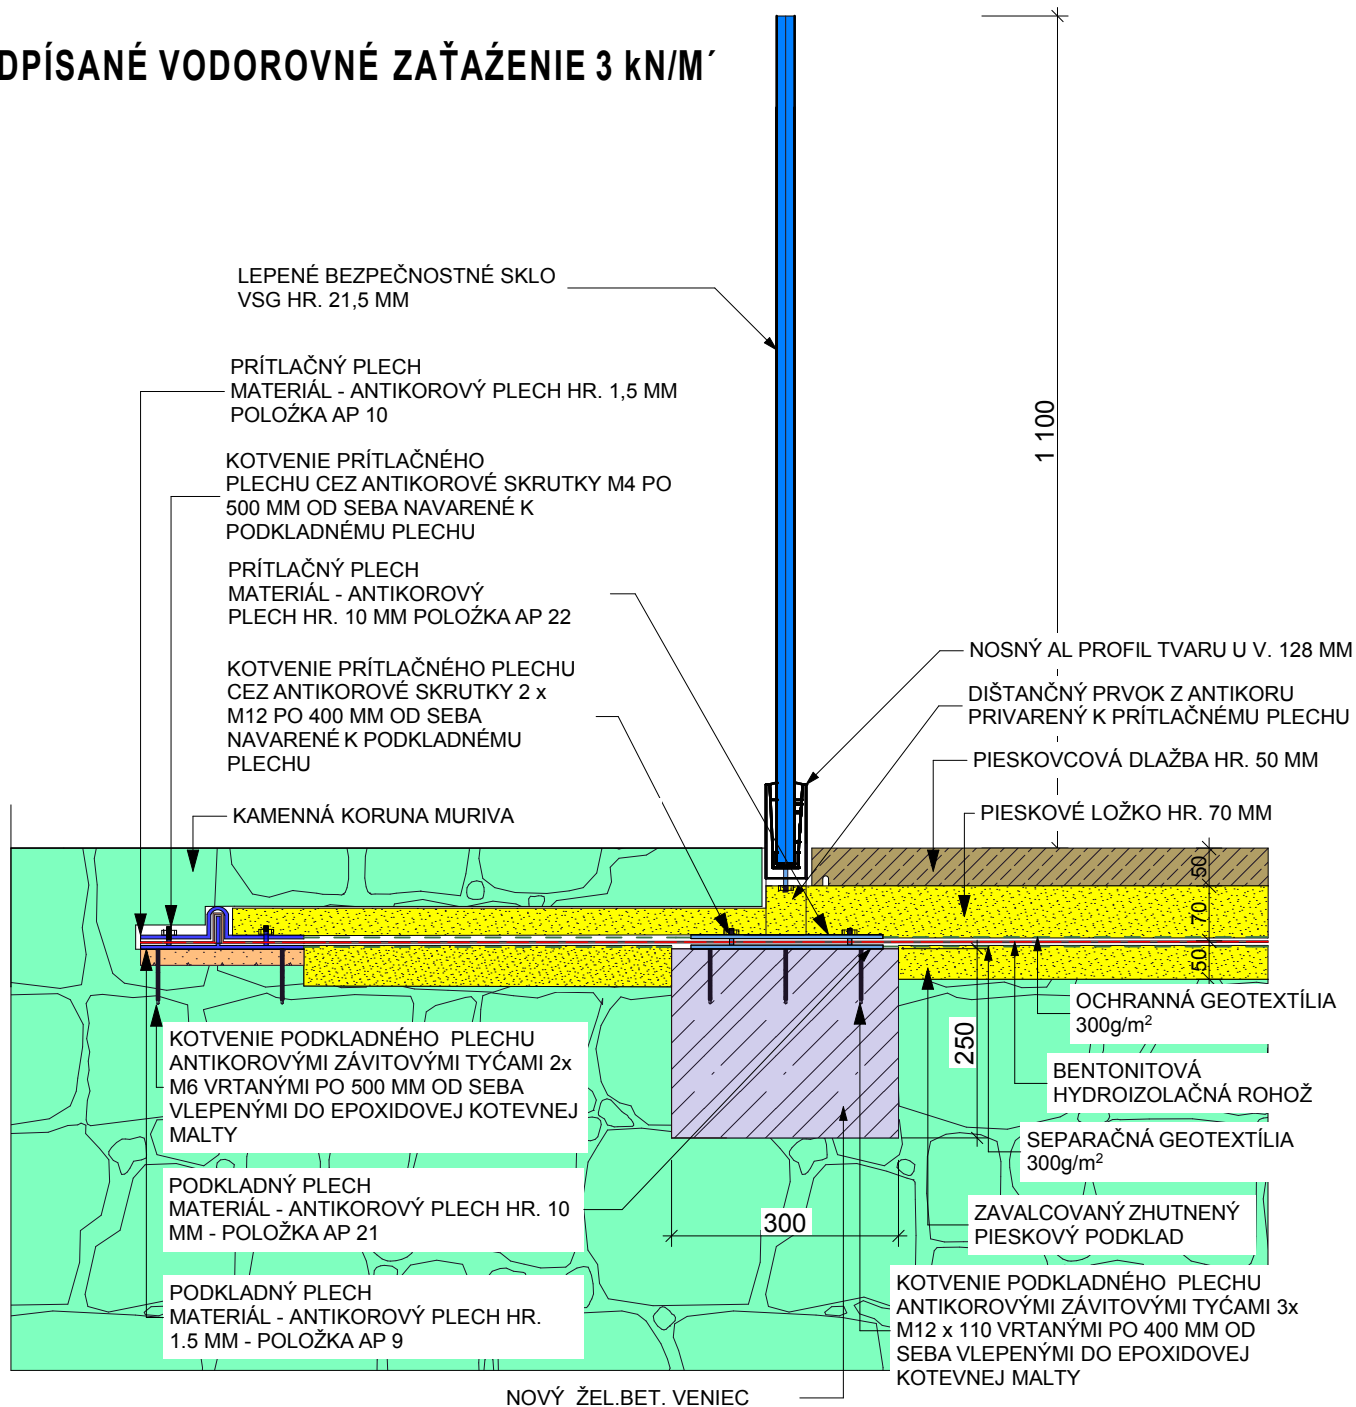 DPÍSANÉ VODOROVNÉ ZAŤAŹENIE 3 kN/M´
LEPENÉ BEZPEČNOSTNÉ SKLO
VSG HR. 21,5 MM
PRÍTLAČNÝ PLECH
MATERIÁL - ANTIKOROVÝ PLECH HR. 1,5 MM
POLOŹKA AP 10
KOTVENIE PRÍTLAČNÉHO
PLECHU CEZ ANTIKOROVÉ SKRUTKY M4 PO
500 MM OD SEBA NAVARENÉ K
PODKLADNÉMU PLECHU
PRÍTLAČNÝ PLECH
MATERIÁL - ANTIKOROVÝ
PLECH HR. 10 MM POLOŹKA AP 22
KOTVENIE PRÍTLAČNÉHO PLECHU
CEZ ANTIKOROVÉ SKRUTKY 2 x
M12 PO 400 MM OD SEBA
NAVARENÉ K PODKLADNÉMU
PLECHU
KAMENNÁ KORUNA MURIVA
1 100
NOSNÝ AL PROFIL TVARU U V. 128 MM
DIŠTANČNÝ PRVOK Z ANTIKORU
PRIVARENÝ K PRÍTLAČNÉMU PLECHU
PIESKOVCOVÁ DLAŽBA HR. 50 MM
PIESKOVÉ LOŽKO HR. 70 MM
50
70
50
250
300
OCHRANNÁ GEOTEXTÍLIA
300g/m²
BENTONITOVÁ
HYDROIZOLAČNÁ ROHOŽ
SEPARAČNÁ GEOTEXTÍLIA
300g/m²
ZAVALCOVANÝ ZHUTNENÝ
PIESKOVÝ PODKLAD
KOTVENIE PODKLADNÉHO PLECHU
ANTIKOROVÝMI ZÁVITOVÝMI TYĆAMI 2x
M6 VRTANÝMI PO 500 MM OD SEBA
VLEPENÝMI DO EPOXIDOVEJ KOTEVNEJ
MALTY
PODKLADNÝ PLECH
MATERIÁL - ANTIKOROVÝ PLECH HR. 10
MM - POLOŽKA AP 21
PODKLADNÝ PLECH
MATERIÁL - ANTIKOROVÝ PLECH HR.
1.5 MM - POLOŽKA AP 9
KOTVENIE PODKLADNÉHO PLECHU
ANTIKOROVÝMI ZÁVITOVÝMI TYĆAMI 3x
M12 x 110 VRTANÝMI PO 400 MM OD
SEBA VLEPENÝMI DO EPOXIDOVEJ
KOTEVNEJ MALTY
NOVÝ ŽEL.BET. VENIEC